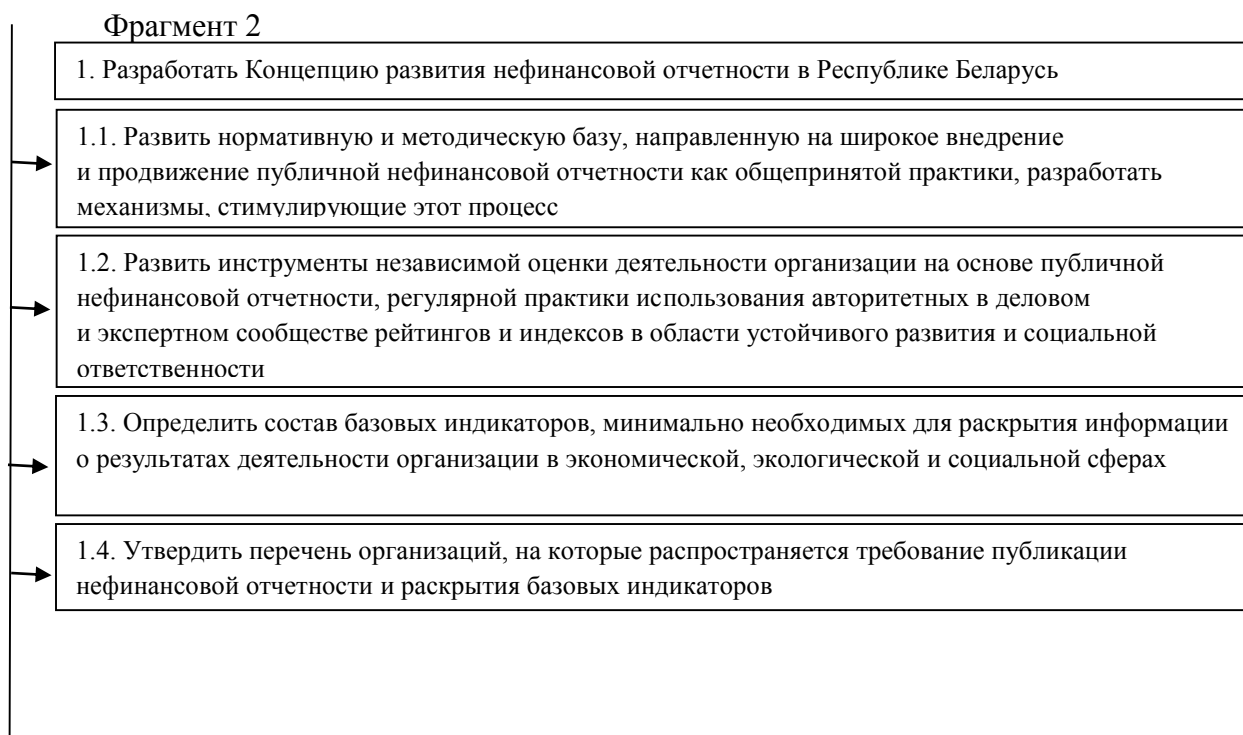 Фрагмент 2
1. Разработать Концепцию развития нефинансовой отчетности в Республике Беларусь
1.1. Развить нормативную и методическую базу, направленную на широкое внедрение
и продвижение публичной нефинансовой отчетности как общепринятой практики, разработать
механизмы, стимулирующие этот процесс
1.2. Развить инструменты независимой оценки деятельности организации на основе публичной
нефинансовой отчетности, регулярной практики использования авторитетных в деловом
и экспертном сообществе рейтингов и индексов в области устойчивого развития и социальной
ответственности
1.3. Определить состав базовых индикаторов, минимально необходимых для раскрытия информации
о результатах деятельности организации в экономической, экологической и социальной сферах
1.4. Утвердить перечень организаций, на которые распространяется требование публикации
нефинансовой отчетности и раскрытия базовых индикаторов